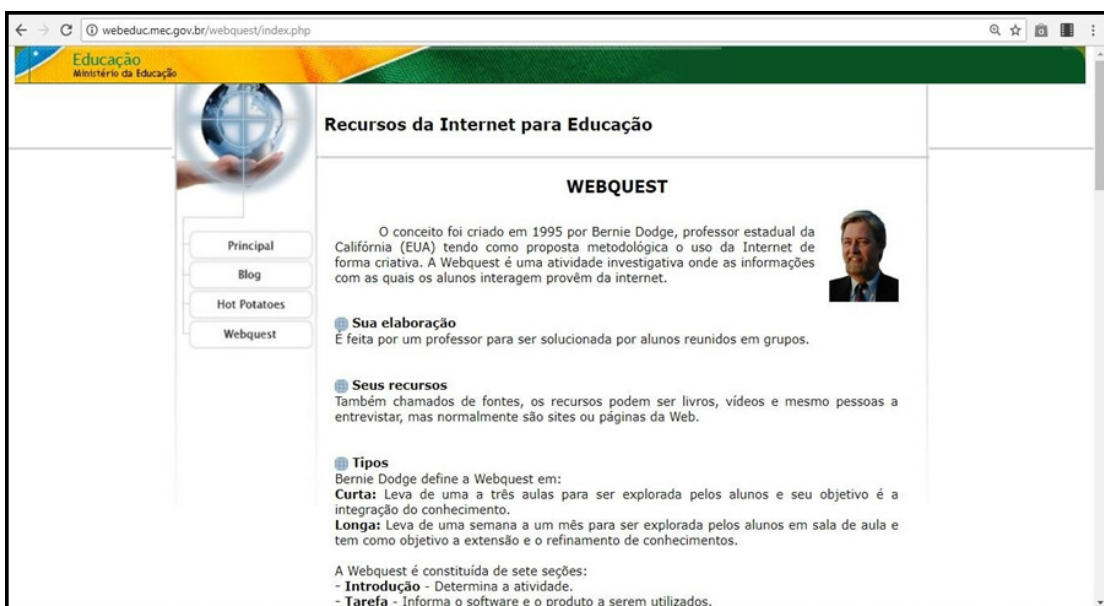 webeduc.mec.gov.br/webquest/index.php
Educação
Ministério da Educação
Recursos da Internet para Educação
WEBQUEST
O conceito foi criado em 1995 por Bernie Dodge, professor estadual da
Califórnia (EUA) tendo como proposta metodológica o uso da Internet de
forma criativa. A Webquest é uma atividade investigativa onde as informações
com as quais os alunos interagem provêm da internet.
Principal
Blog
Hot Potatoes
Webquest
Sua elaboração
É feita por um professor para ser solucionada por alunos reunidos em grupos.
Seus recursos
Também chamados de fontes, os recursos podem ser livros, vídeos e mesmo pessoas a
entrevistar, mas normalmente são sites ou páginas da Web.
Tipos
Bernie Dodge define a Webquest em:
Curta: Leva de uma a três aulas para ser explorada pelos alunos e seu objetivo é a
integração do conhecimento.
Longa: Leva de uma semana a um mês para ser explorada pelos alunos em sala de aula e
tem como objetivo a extensão e o refinamento de conhecimentos.
A Webquest é constituída de sete seções:
- Introdução - Determina a atividade.
- Tarefa - Informa o software e o produto a serem utilizados.